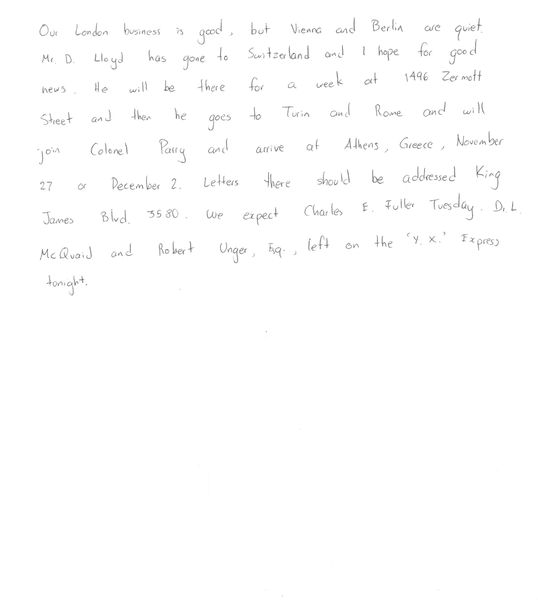 Our London business is good, but Vienna and Berlin are quiet.
Mr. D. Lloyd has gone to Switzerland and I hope for good
news. He will be there for a week at 1496 Zermott
Street and then he goes to Turin and Rome and will
join Colonel Parry and arrive at Athens, Greece, November
27 or December 2. Letters there should be addressed King
James Blvd. 3580. We expect Charles E. Fuller Tuesday. Dr. L.
McQuaid and Robert Unger, Esq., left on the "Y. X." Express
tonight.